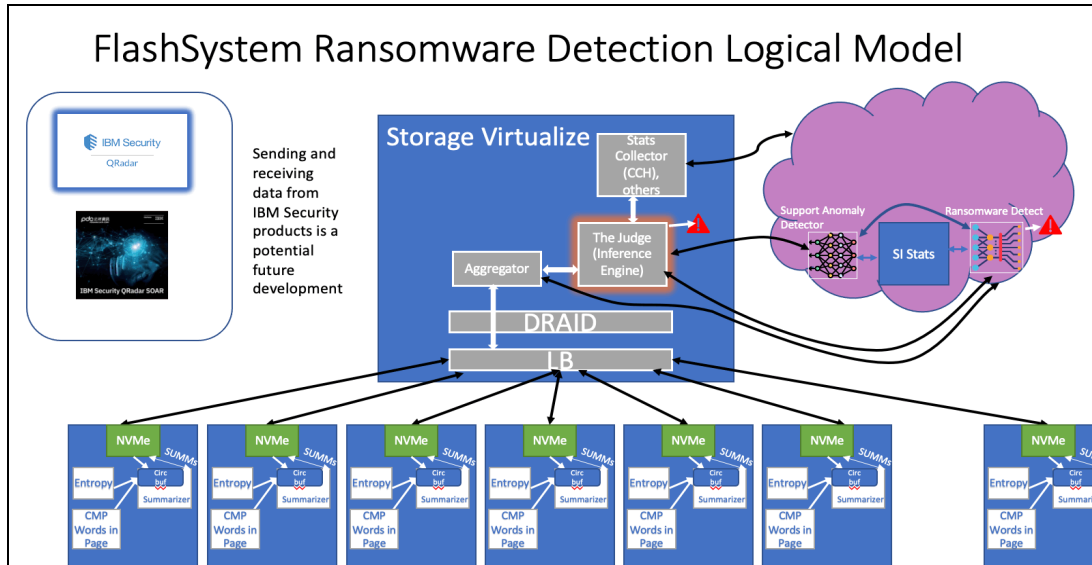 FlashSystem Ransomware Detection Logical Model
IBM Security
QRadar
IBM Security QRadar SOAR
Sending and
receiving
data from
IBM Security
products is a
potential
future
development
Storage Virtualize
Stats
Collector
(CCH),
others
The Judge
(Inference
Engine)
Aggregator
DRAID
LB
Support Anomaly
Detector
SI Stats
Ransomware Detect
NVMe
SUMMs
Circ
buf
Entropy
Summarizer
CMP
Words in
Page
NVMe
SUMMs
Circ
buf
Entropy
Summarizer
CMP
Words in
Page
NVMe
SUMMs
Circ
buf
Entropy
Summarizer
CMP
Words in
Page
NVMe
SUMMs
Circ
buf
Entropy
Summarizer
CMP
Words in
Page
NVMe
SUMMs
Circ
buf
Entropy
Summarizer
CMP
Words in
Page
NVMe
SUMMs
Circ
buf
Entropy
Summarizer
CMP
Words in
Page
NVMe
SUMMs
Circ
buf
Entropy
Summarizer
CMP
Words in
Page